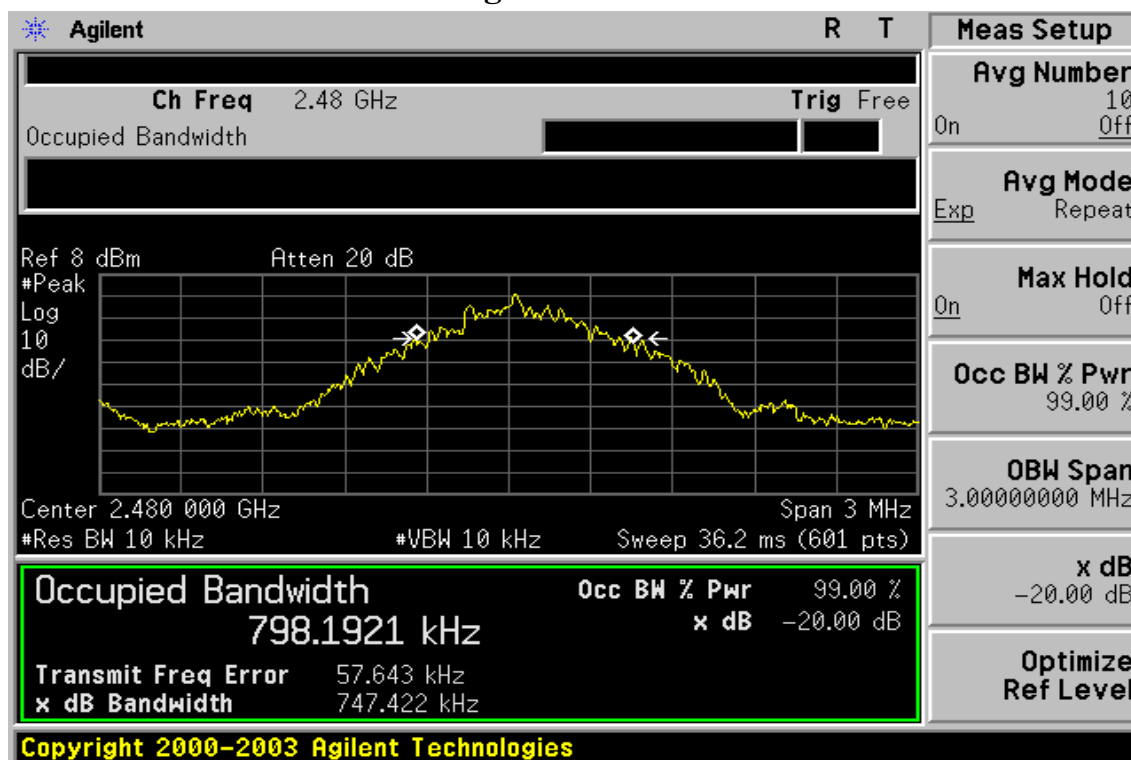 Agilent R T
Ch Freq 2.48 GHz Trig Free
Occupied Bandwidth
Ref 8 dBm Atten 20 dB
#Peak
Log
10
dB/
Center 2.480 000 GHz Span 3 MHz
#Res BW 10 kHz #VBW 10 kHz Sweep 36.2 ms (601 pts)
Occupied Bandwidth Occ BW % Pwr 99.00 %
798.1921 kHz x dB -20.00 dB
Transmit Freq Error 57.643 kHz
x dB Bandwidth 747.422 kHz
Copyright 2000-2003 Agilent Technologies
Meas Setup
Avg Number
10
On Off
Avg Mode
Exp Repeat
Max Hold
On Off
Occ BW % Pwr
99.00 %
OBW Span
3.00000000 MHz
x dB
-20.00 dB
Optimize
Ref Level